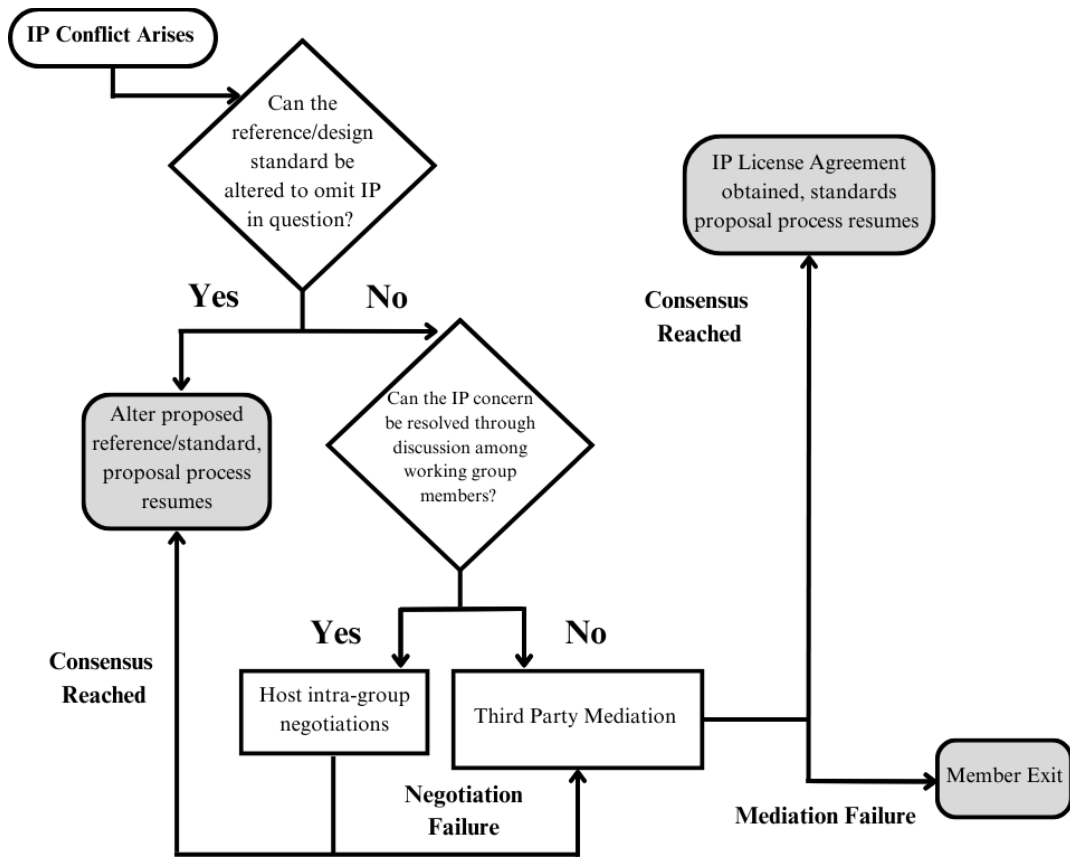 IP Conflict Arises
Can the
reference/design
standard be
altered to omit IP
in question?
IP License Agreement
obtained, standards
proposal process resumes
Yes
No
Consensus
Reached
Alter proposed
reference/standard,
proposal process
resumes
Can the IP concern
be resolved through
discussion among
working group
members?
Yes
No
Consensus
Reached
Host intra-group
negotiations
Third Party Mediation
Negotiation
Failure
Member Exit
Mediation Failure